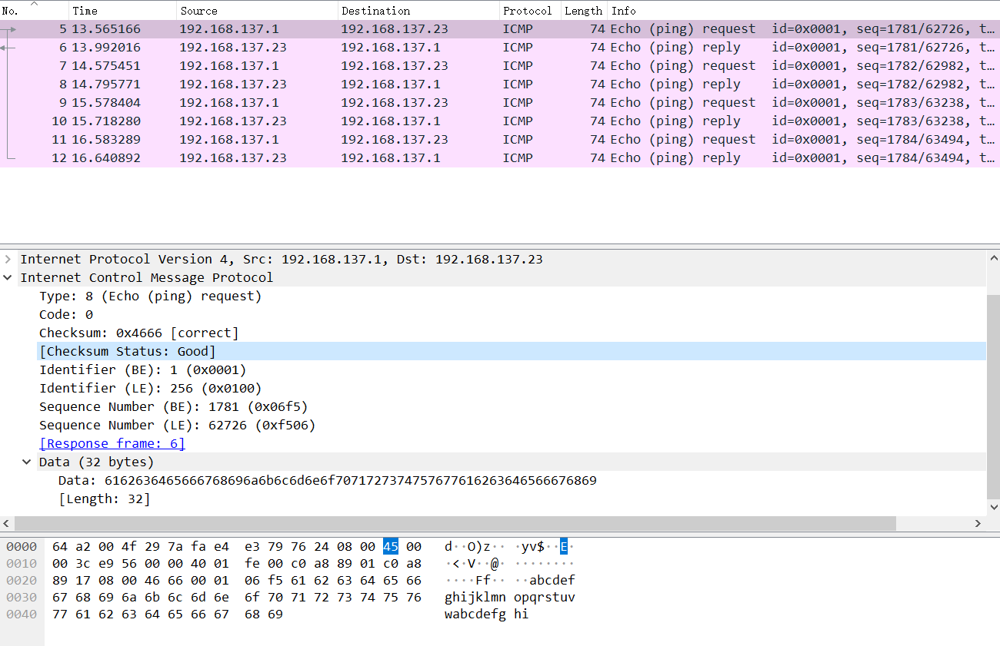 No. Time Source Destination Protocol Length Info
5 13.565166 192.168.137.1 192.168.137.23 ICMP 74 Echo (ping) request id=0x0001, seq=1781/62726, t…
6 13.992016 192.168.137.23 192.168.137.1 ICMP 74 Echo (ping) reply id=0x0001, seq=1781/62726, t…
7 14.575451 192.168.137.1 192.168.137.23 ICMP 74 Echo (ping) request id=0x0001, seq=1782/62982, t…
8 14.795771 192.168.137.23 192.168.137.1 ICMP 74 Echo (ping) reply id=0x0001, seq=1782/62982, t…
9 15.578404 192.168.137.1 192.168.137.23 ICMP 74 Echo (ping) request id=0x0001, seq=1783/63238, t…
10 15.718280 192.168.137.23 192.168.137.1 ICMP 74 Echo (ping) reply id=0x0001, seq=1783/63238, t…
11 16.583289 192.168.137.1 192.168.137.23 ICMP 74 Echo (ping) request id=0x0001, seq=1784/63494, t…
12 16.640892 192.168.137.23 192.168.137.1 ICMP 74 Echo (ping) reply id=0x0001, seq=1784/63494, t…
Internet Protocol Version 4, Src: 192.168.137.1, Dst: 192.168.137.23
Internet Control Message Protocol
Type: 8 (Echo (ping) request)
Code: 0
Checksum: 0x4666 [correct]
[Checksum Status: Good]
Identifier (BE): 1 (0x0001)
Identifier (LE): 256 (0x0100)
Sequence Number (BE): 1781 (0x06f5)
Sequence Number (LE): 62726 (0xf506)
[Response frame: 6]
Data (32 bytes)
Data: 6162636465666768696a6b6c6d6e6f7071727374757677616263646566676869
[Length: 32]
0000 64 a2 00 4f 29 7a fa e4 e3 79 76 24 08 00 45 00 d··O)z·· ·yv$··E·
0010 00 3c e9 56 00 00 40 01 fe 00 c0 a8 89 01 c0 a8 ·<·V··@· ········
0020 89 17 08 00 46 66 00 01 06 f5 61 62 63 64 65 66 ····Ff·· ··abcdef
0030 67 68 69 6a 6b 6c 6d 6e 6f 70 71 72 73 74 75 76 ghijklmn opqrstuv
0040 77 61 62 63 64 65 66 67 68 69 wabcdefg hi